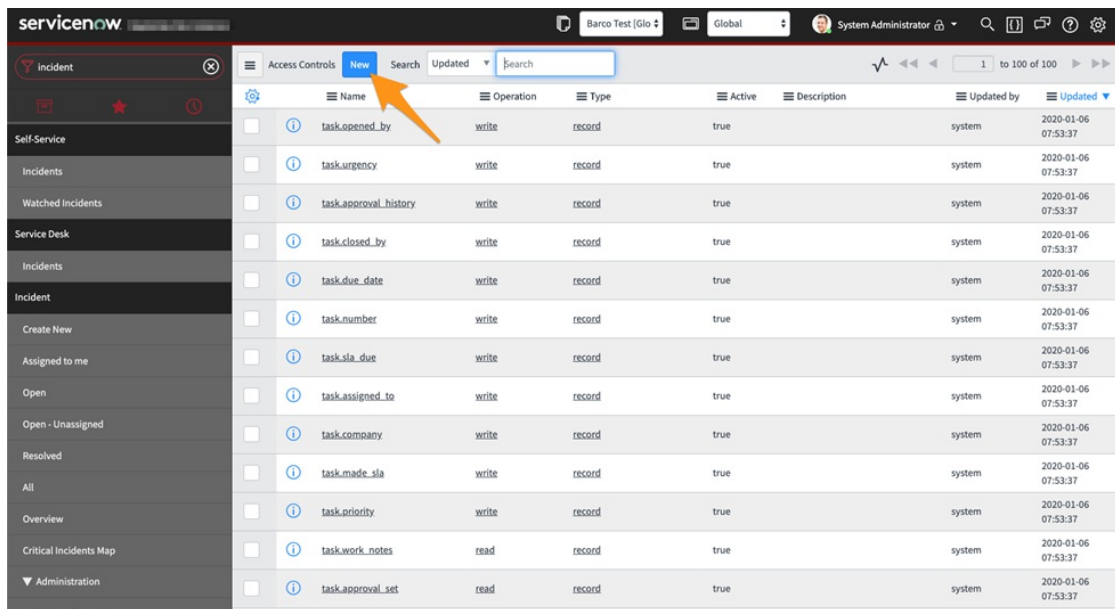 servicenow
Barco Test [Glo
Global
System Administrator
incident
Access Controls New Search Updated Search
1 to 100 of 100
Name Operation Type Active Description Updated by Updated
task.opened_by write record true system 2020-01-06 07:53:37
task.urgency write record true system 2020-01-06 07:53:37
task.approval_history write record true system 2020-01-06 07:53:37
task.closed_by write record true system 2020-01-06 07:53:37
task.due_date write record true system 2020-01-06 07:53:37
task.number write record true system 2020-01-06 07:53:37
task.sla_due write record true system 2020-01-06 07:53:37
task.assigned_to write record true system 2020-01-06 07:53:37
task.company write record true system 2020-01-06 07:53:37
task.made_sla write record true system 2020-01-06 07:53:37
task.priority write record true system 2020-01-06 07:53:37
task.work_notes read record true system 2020-01-06 07:53:37
task.approval_set read record true system 2020-01-06 07:53:37
Self-Service
Incidents
Watched Incidents
Service Desk
Incidents
Incident
Create New
Assigned to me
Open
Open - Unassigned
Resolved
All
Overview
Critical Incidents Map
Administration